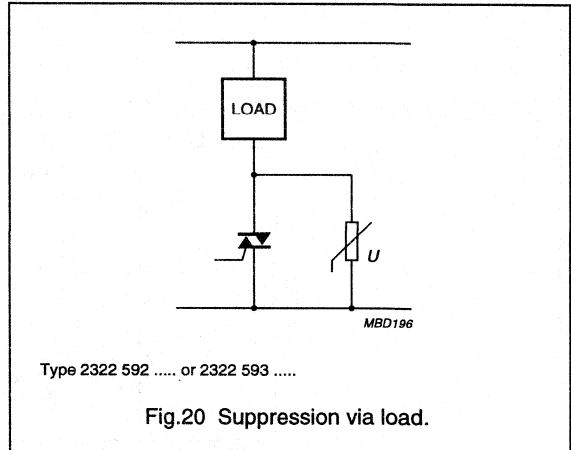 LOAD
U
MBD196
Type 2322 592 ..... or 2322 593 .....
Fig.20 Suppression via load.